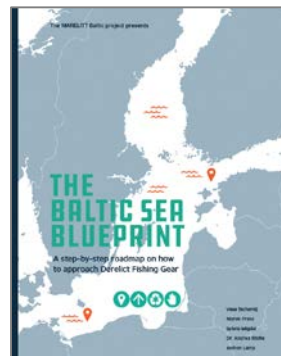 The MARELITT Baltic project presents
THE
BALTIC SEA
BLUEPRINT
A step-by-step roadmap on how
to approach Derelict Fishing Gear